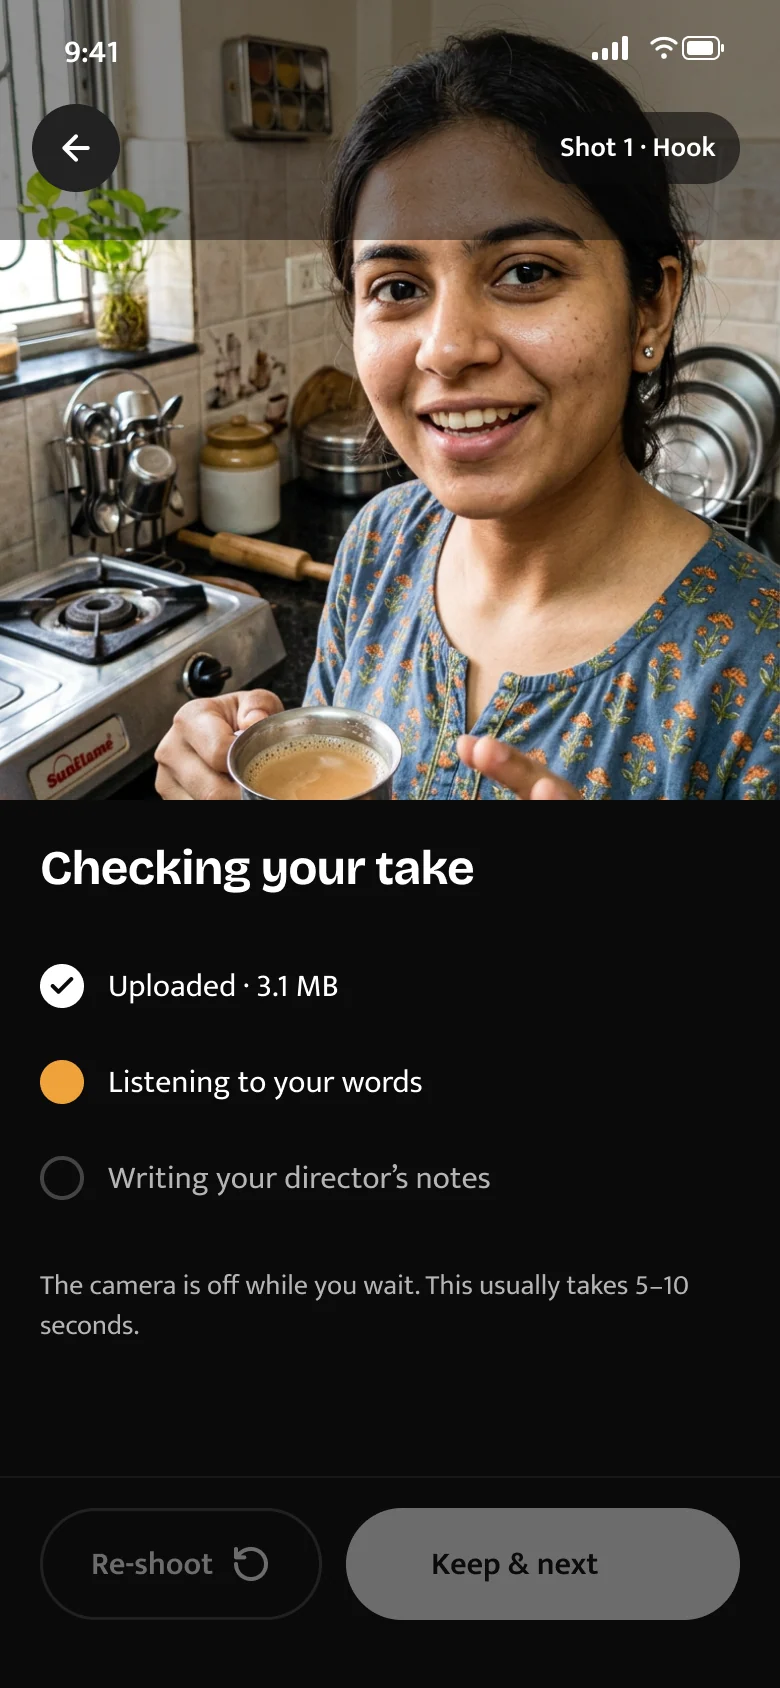 9:41
Shot 1 · Hook
Sunflame
Checking your take
Uploaded · 3.1 MB
Listening to your words
Writing your director’s notes
The camera is off while you wait. This usually takes 5–10
seconds.
Re-shoot
Keep & next